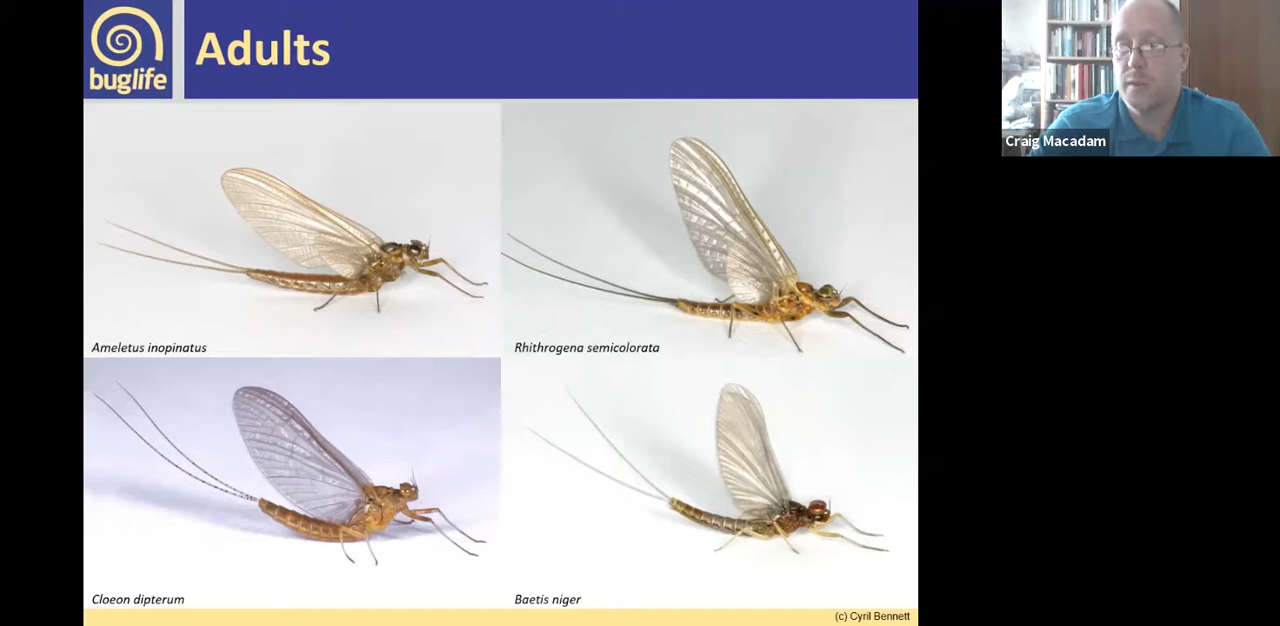 buglife
Adults
Craig Macadam
Ameletus inopinatus
Rhithrogena semicolorata
Cloeon dipterum
Baetis niger
(c) Cyril Bennett